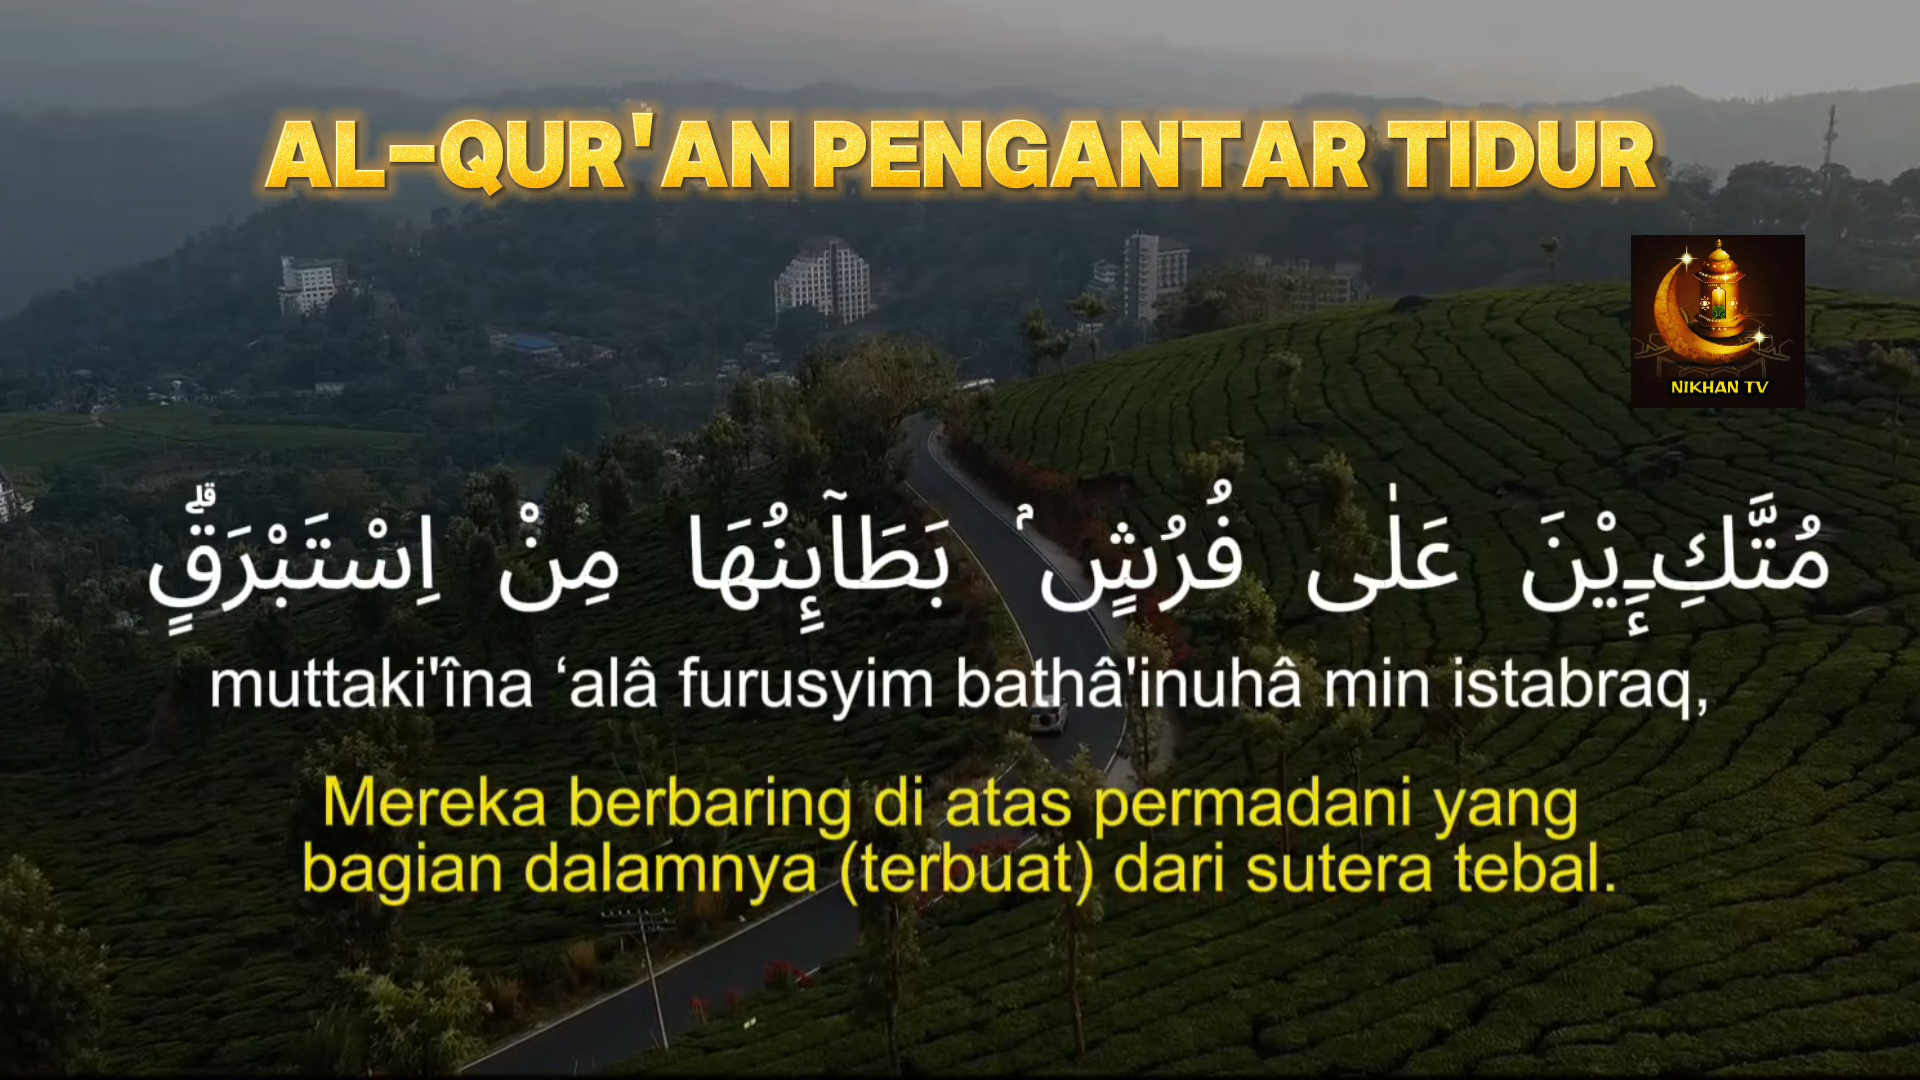 AL-QUR'AN PENGANTAR TIDUR
NIKHAN TV
مُتَّكِـِٕيْنَ عَلٰى فُرُشٍۢ بَطَاۤىِٕنُهَا مِنْ اِسْتَبْرَقٍۗ
muttaki'îna ‘alâ furusyim bathâ'inuhâ min istabraq,
Mereka berbaring di atas permadani yang
bagian dalamnya (terbuat) dari sutera tebal.